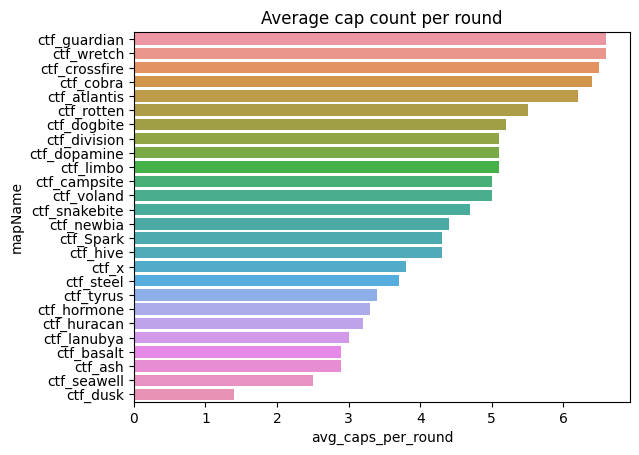 Average cap count per round
ctf_guardian
ctf_wretch
ctf_crossfire
ctf_cobra
ctf_atlantis
ctf_rotten
ctf_dogbite
ctf_division
ctf_dopamine
ctf_limbo
ctf_campsite
ctf_voland
ctf_snakebite
ctf_newbia
ctf_Spark
ctf_hive
ctf_x
ctf_steel
ctf_tyrus
ctf_hormone
ctf_huracan
ctf_lanubya
ctf_basalt
ctf_ash
ctf_seawell
ctf_dusk
mapName
0 1 2 3 4 5 6
avg_caps_per_round